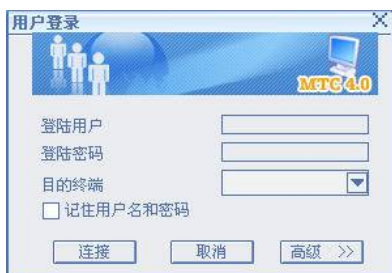 用户登录
MTC 4.0
登陆用户
登陆密码
目的终端
记住用户名和密码
连接 取消 高级 >>